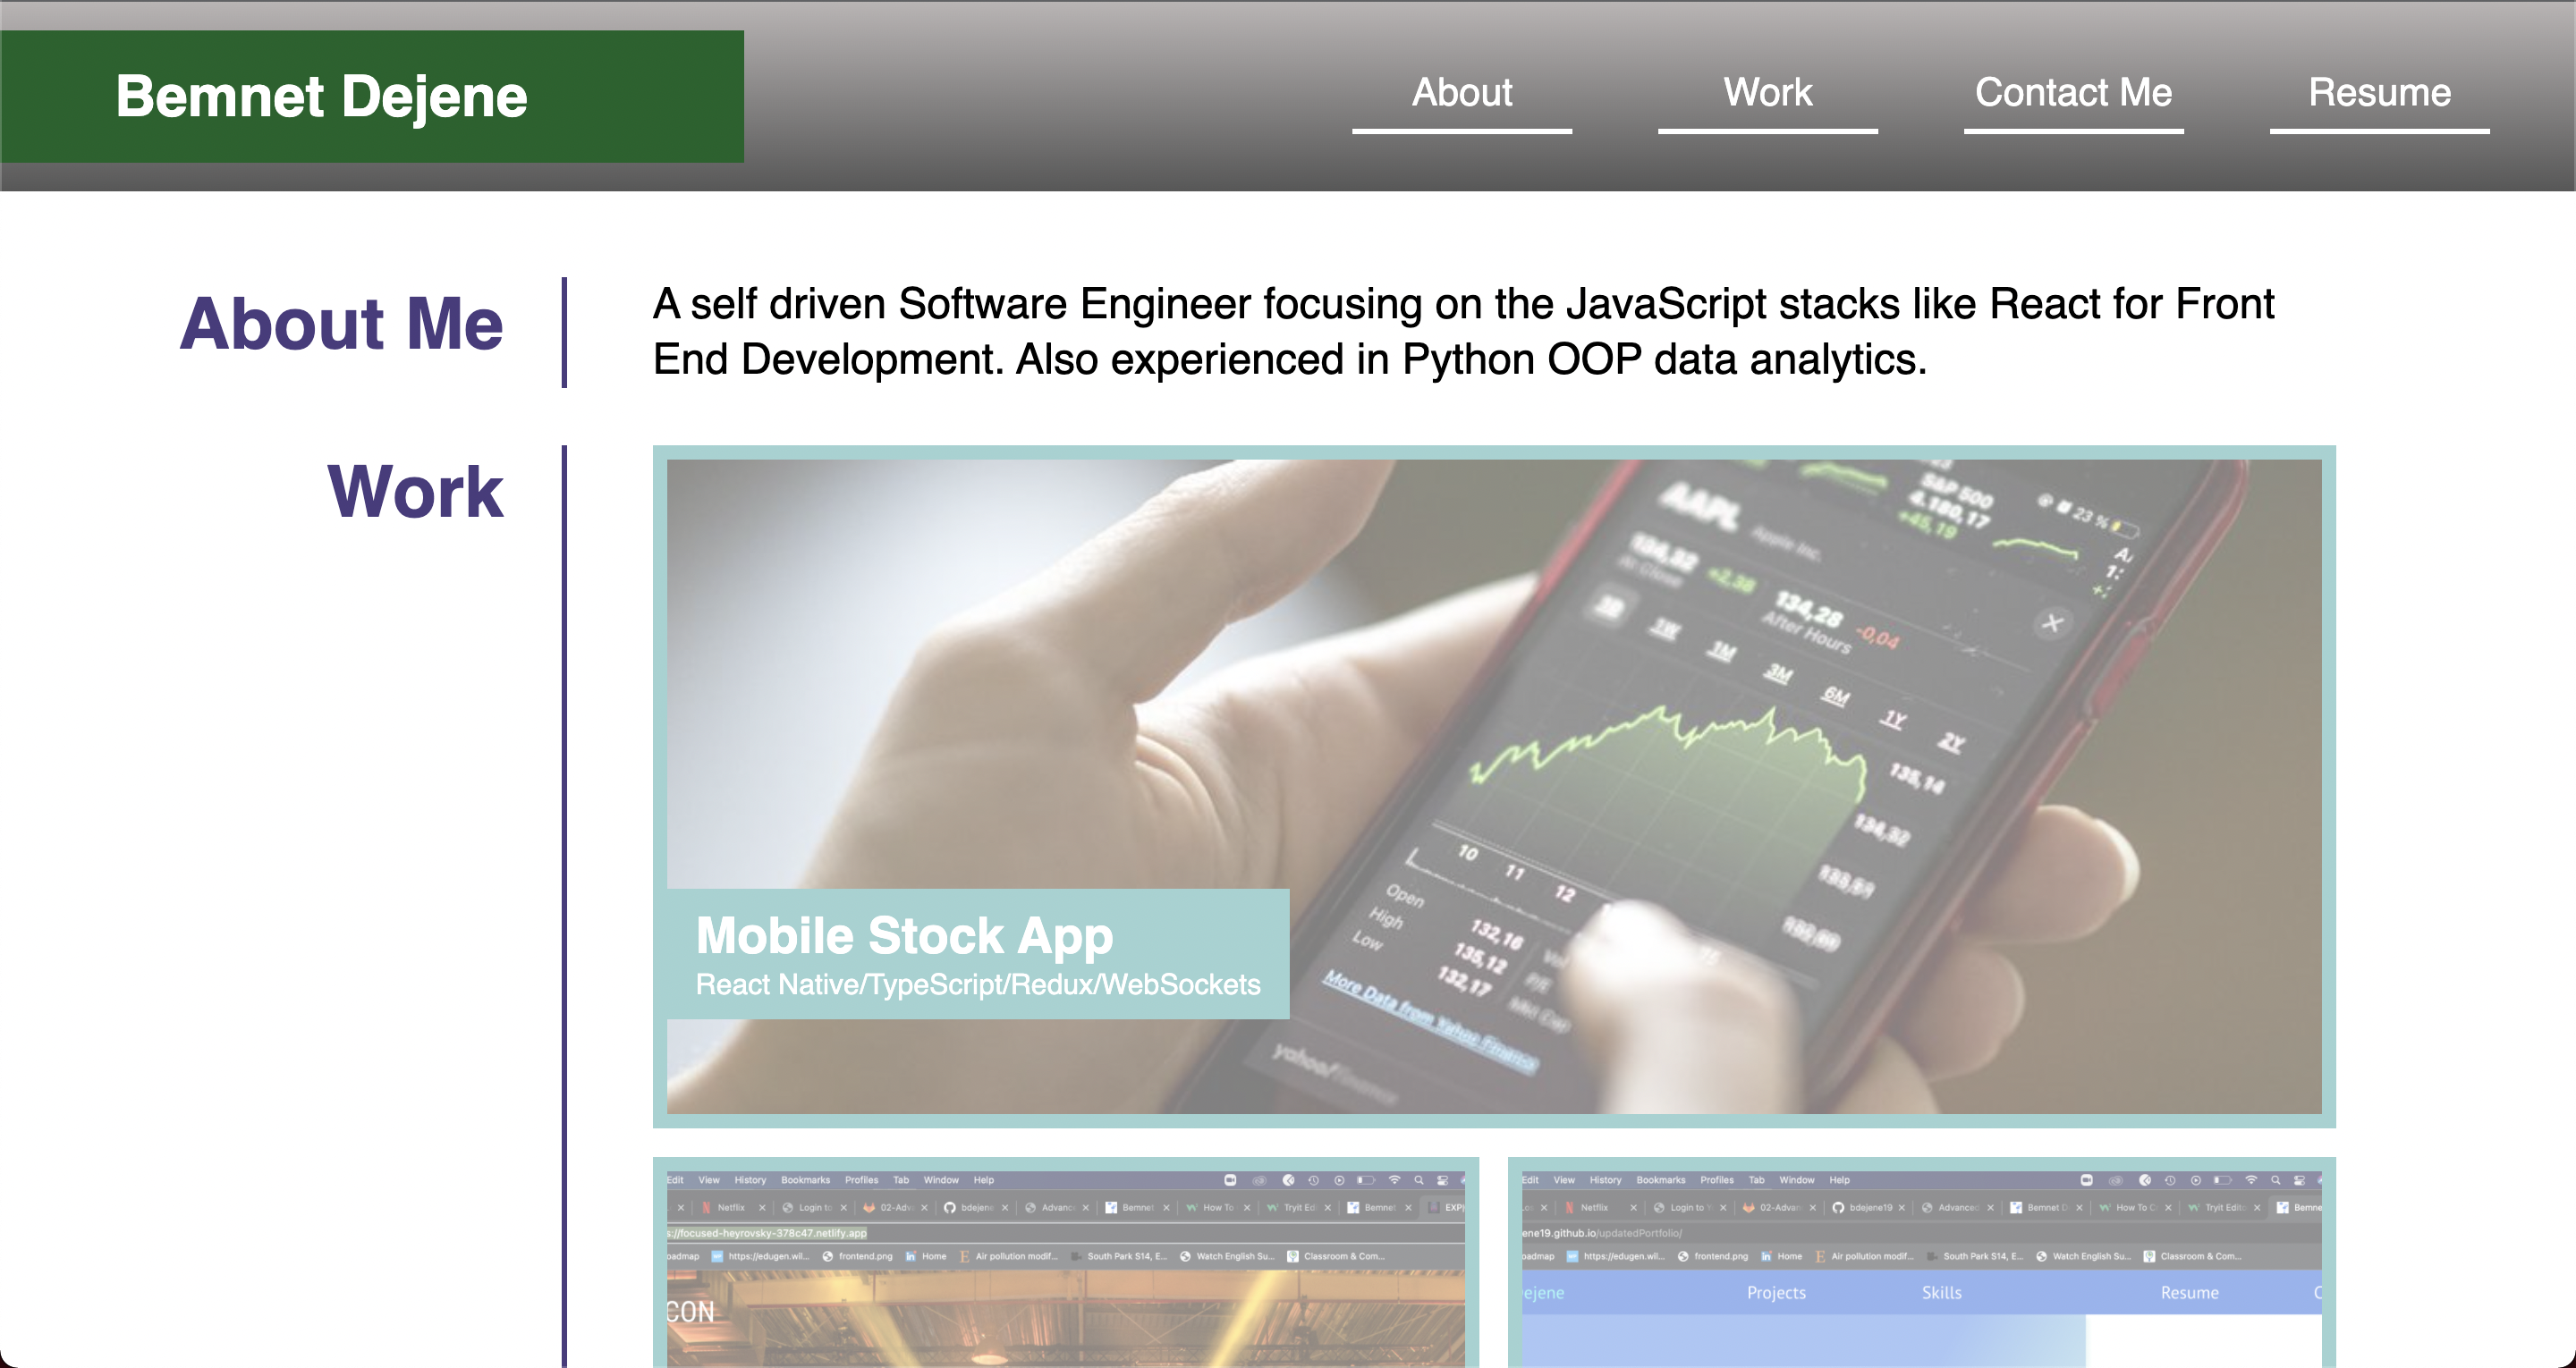 Bemnet Dejene
About
Work
Contact Me
Resume
About Me
A self driven Software Engineer focusing on the JavaScript stacks like React for Front
End Development. Also experienced in Python OOP data analytics.
Work
S&P 500
4.180,17
+45,19
23 %
AAPL
Apple Inc.
134,32 +2,38
At Close
134,28 -0,04
After Hours
1D 1W 1M 3M 6M 1Y 2Y
135,14
134,32
10 11 12
Open 132,16
High 135,12
Low 132,17
More Data from Yahoo Finance
yahoo! finance
Mobile Stock App
React Native/TypeScript/Redux/WebSockets
Edit View History Bookmarks Profiles Tab Window Help
Netflix Login to 02-Adva bdejene Advanc Bemnet How To Tryit Ed Bemnet EXP
s://focused-heyrovsky-378c47.netlify.app
oadmap https://edugen.wil... frontend.png Home Air pollution modif... South Park S14, E... Watch English Su... Classroom & Com...
CON
Edit View History Bookmarks Profiles Tab Window Help
Netflix Login to 02-Advan bdejene19 Advanced Bemnet D How To C Tryit Edito Bemne
ene19.github.io/updatedPortfolio/
oadmap https://edugen.wil... frontend.png Home Air pollution modif... South Park S14, E... Watch English Su... Classroom & Com...
ejene
Projects
Skills
Resume